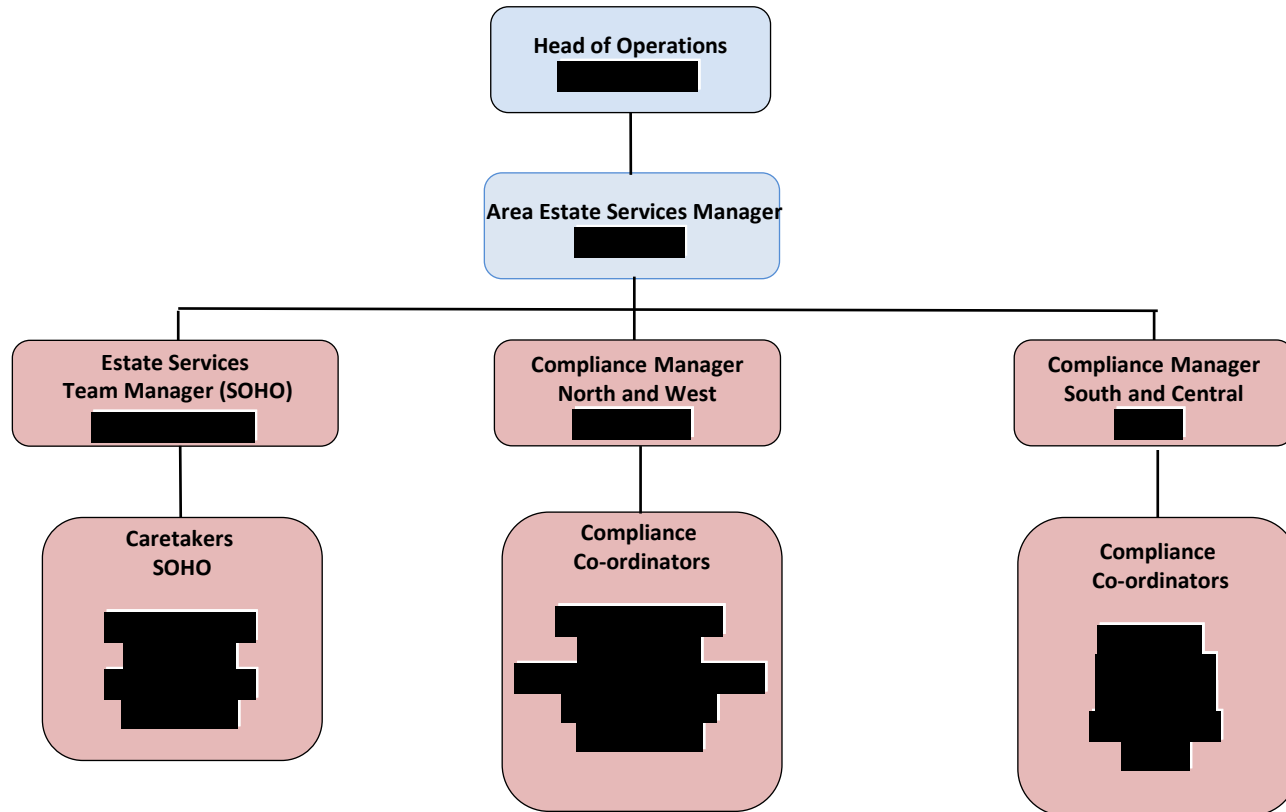 Head of Operations
Area Estate Services Manager
Estate Services
Team Manager (SOHO)
Compliance Manager
North and West
Compliance Manager
South and Central
Caretakers
SOHO
Compliance
Co-ordinators
Compliance
Co-ordinators